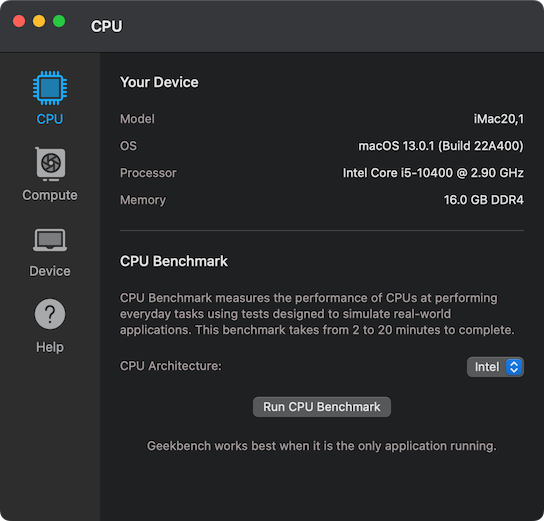 CPU
CPU
Compute
Device
Help
Your Device
Model iMac20,1
OS macOS 13.0.1 (Build 22A400)
Processor Intel Core i5-10400 @ 2.90 GHz
Memory 16.0 GB DDR4
CPU Benchmark
CPU Benchmark measures the performance of CPUs at performing
everyday tasks using tests designed to simulate real-world
applications. This benchmark takes from 2 to 20 minutes to complete.
CPU Architecture: Intel
Run CPU Benchmark
Geekbench works best when it is the only application running.